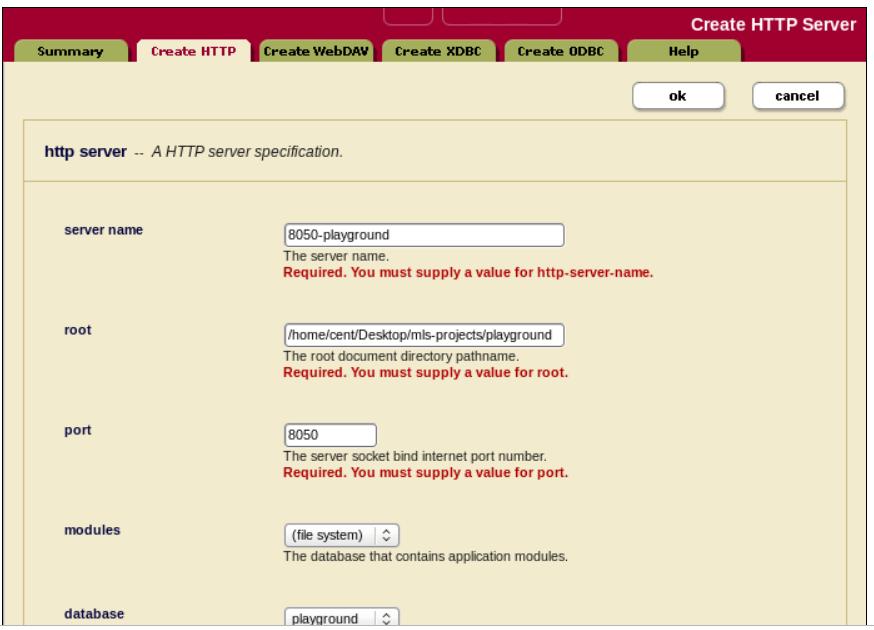 Create HTTP Server
Summary Create HTTP Create WebDAV Create XDBC Create ODBC Help
ok cancel
http server -- A HTTP server specification.
server name 8050-playground
The server name.
Required. You must supply a value for http-server-name.
root /home/cent/Desktop/mls-projects/playground
The root document directory pathname.
Required. You must supply a value for root.
port 8050
The server socket bind internet port number.
Required. You must supply a value for port.
modules (file system)
The database that contains application modules.
database playground